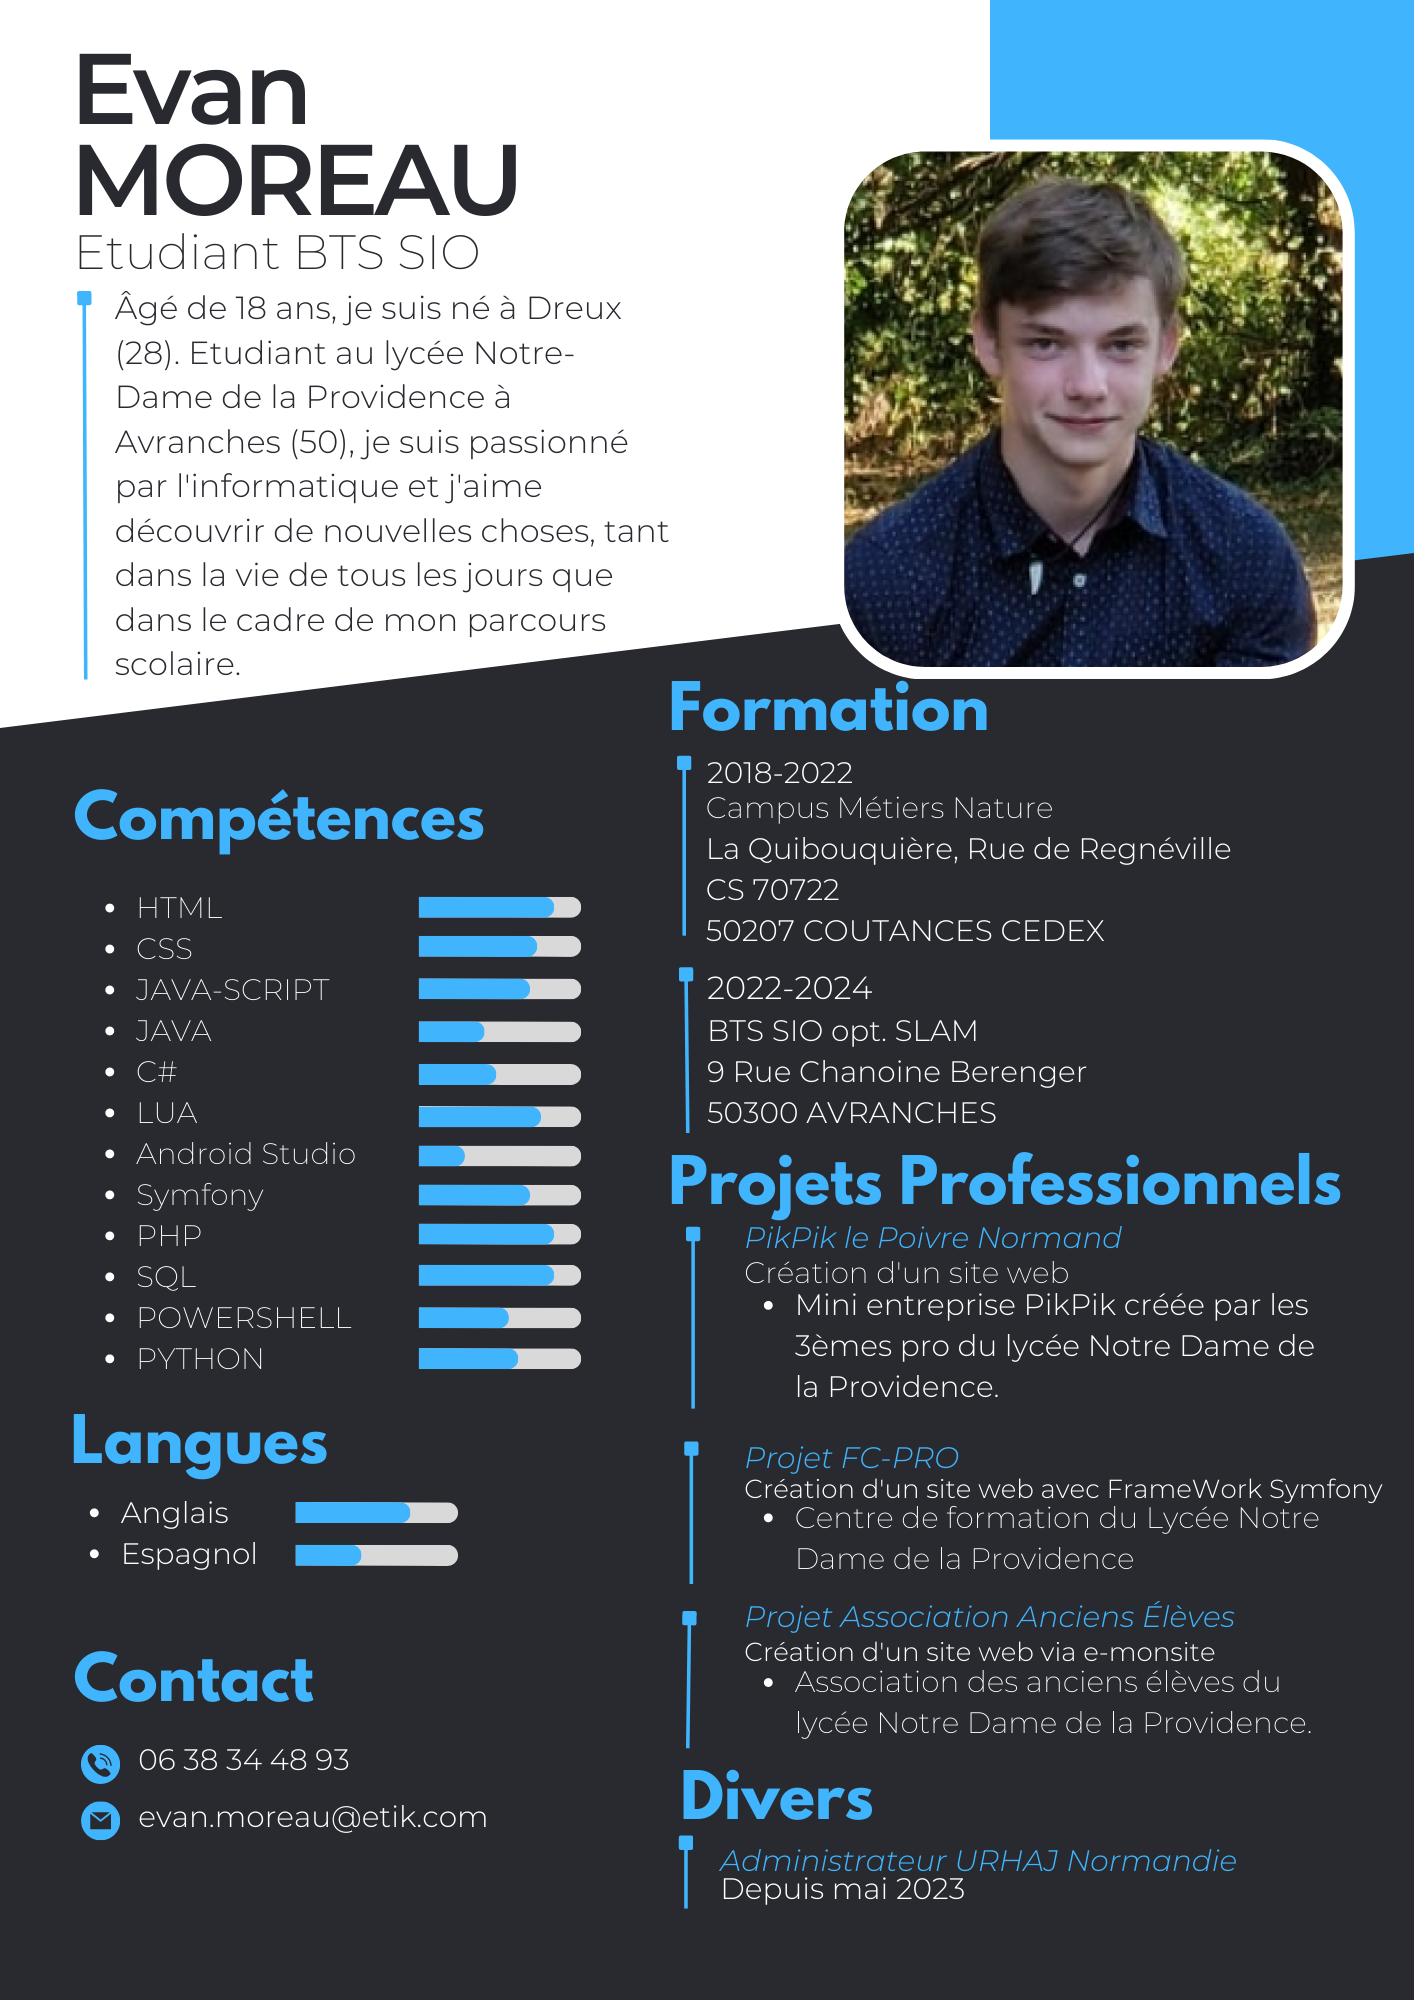 Evan
MOREAU
Etudiant BTS SIO
Âgé de 18 ans, je suis né à Dreux
(28). Etudiant au lycée Notre-
Dame de la Providence à
Avranches (50), je suis passionné
par l'informatique et j'aime
découvrir de nouvelles choses, tant
dans la vie de tous les jours que
dans le cadre de mon parcours
scolaire.
Compétences
• HTML
• CSS
• JAVA-SCRIPT
• JAVA
• C#
• LUA
• Android Studio
• Symfony
• PHP
• SQL
• POWERSHELL
• PYTHON
Langues
• Anglais
• Espagnol
Contact
06 38 34 48 93
evan.moreau@etik.com
Formation
2018-2022
Campus Métiers Nature
La Quibouquière, Rue de Regnéville
CS 70722
50207 COUTANCES CEDEX
2022-2024
BTS SIO opt. SLAM
9 Rue Chanoine Berenger
50300 AVRANCHES
Projets Professionnels
PikPik le Poivre Normand
Création d'un site web
• Mini entreprise PikPik créée par les
3èmes pro du lycée Notre Dame de
la Providence.
Projet FC-PRO
Création d'un site web avec FrameWork Symfony
• Centre de formation du Lycée Notre
Dame de la Providence
Projet Association Anciens Élèves
Création d'un site web via e-monsite
• Association des anciens élèves du
lycée Notre Dame de la Providence.
Divers
Administrateur URHAJ Normandie
Depuis mai 2023